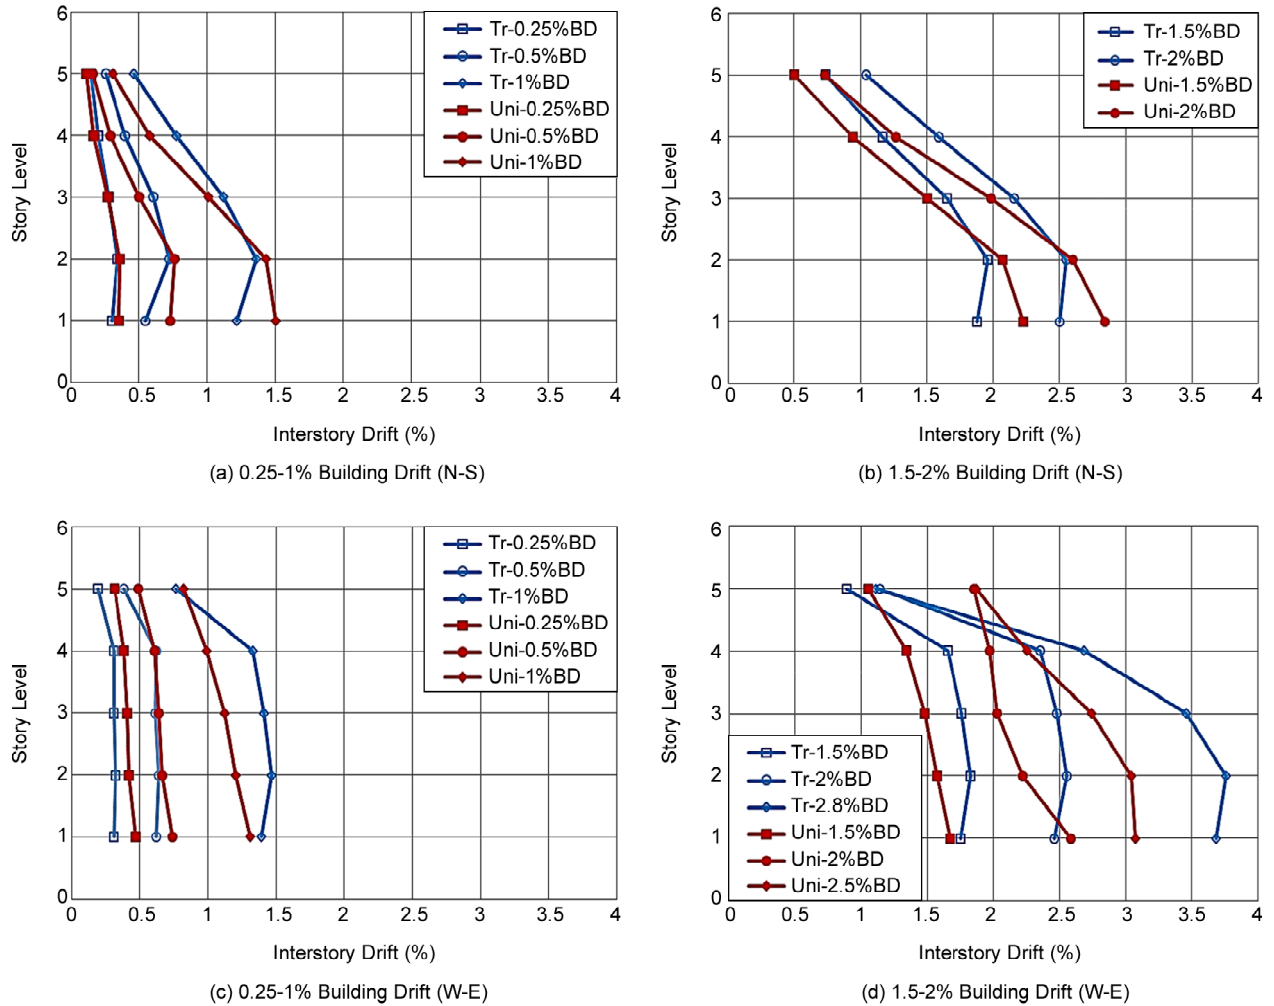 6
5
4
3
2
1
0
Story Level
0 0.5 1 1.5 2 2.5 3 3.5 4
Interstory Drift (%)
Tr-0.25%BD
Tr-0.5%BD
Tr-1%BD
Uni-0.25%BD
Uni-0.5%BD
Uni-1%BD
(a) 0.25-1% Building Drift (N-S)
6
5
4
3
2
1
0
Story Level
0.5 1 1.5 2 2.5 3 3.5 4
Interstory Drift (%)
Tr-1.5%BD
Tr-2%BD
Uni-1.5%BD
Uni-2%BD
(b) 1.5-2% Building Drift (N-S)
6
5
4
3
2
1
0
Story Level
0 0.5 1 1.5 2 2.5 3 3.5 4
Interstory Drift (%)
Tr-0.25%BD
Tr-0.5%BD
Tr-1%BD
Uni-0.25%BD
Uni-0.5%BD
Uni-1%BD
(c) 0.25-1% Building Drift (W-E)
6
5
4
3
2
1
0
Story Level
0 0.5 1 1.5 2 2.5 3 3.5 4
Interstory Drift (%)
Tr-1.5%BD
Tr-2%BD
Tr-2.8%BD
Uni-1.5%BD
Uni-2%BD
Uni-2.5%BD
(d) 1.5-2% Building Drift (W-E)